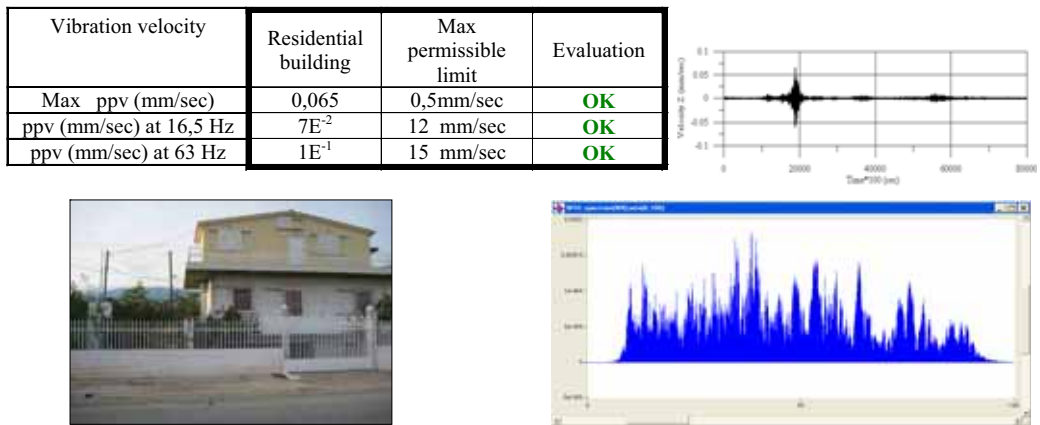 Vibration velocity
Residential
building
Max
permissible
limit
Evaluation
Max ppv (mm/sec) 0,065 0,5mm/sec OK
ppv (mm/sec) at 16,5 Hz 7E-2 12 mm/sec OK
ppv (mm/sec) at 63 Hz 1E-1 15 mm/sec OK
Velocity Z (mm/sec)
0.1
0.05
0
-0.05
-0.1
0 20000 40000 60000 80000
Time*300 (sec)